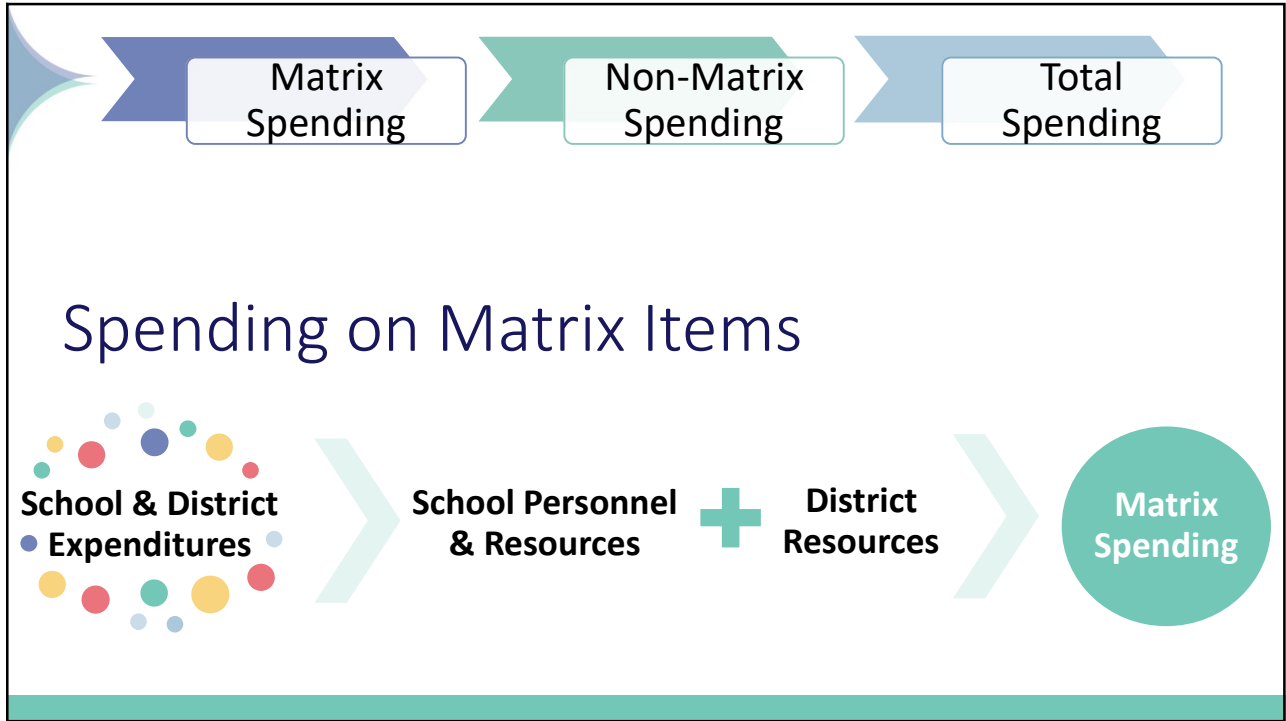 Matrix
Spending
Non-Matrix
Spending
Total
Spending
Spending on Matrix Items
School & District
Expenditures
School Personnel
& Resources
District
Resources
Matrix
Spending